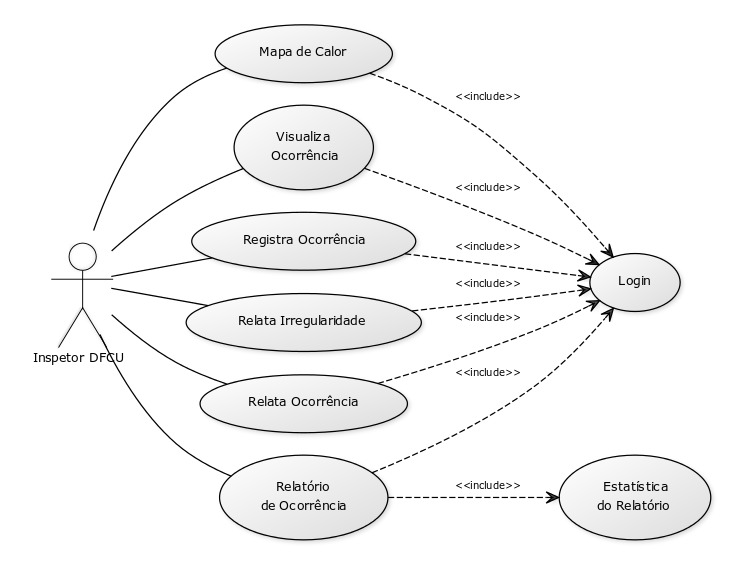 Mapa de Calor
<<include>>
Visualiza
Ocorrência
<<include>>
Registra Ocorrência
<<include>>
Login
<<include>>
Relata Irregularidade
<<include>>
Inspetor DFCU
<<include>>
Relata Ocorrência
Relatório
de Ocorrência
<<include>>
Estatística
do Relatório